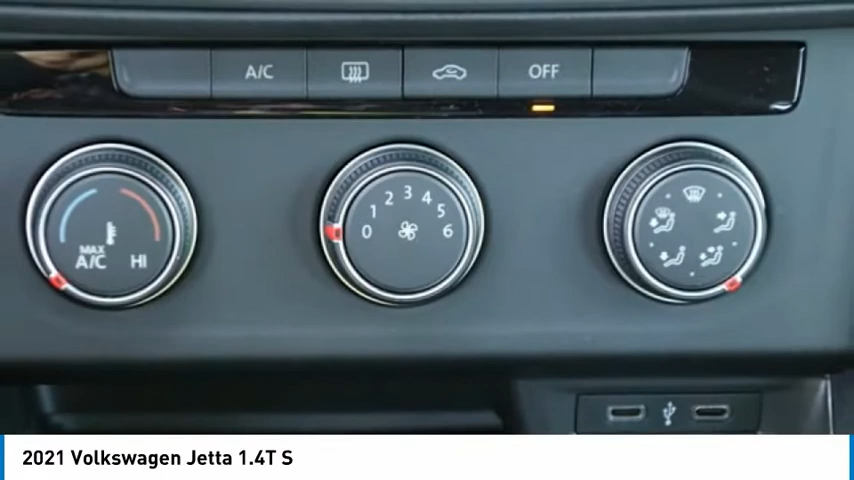 A/C
OFF
MAX
A/C HI
0 1 2 3 4 5 6
2021 Volkswagen Jetta 1.4T S